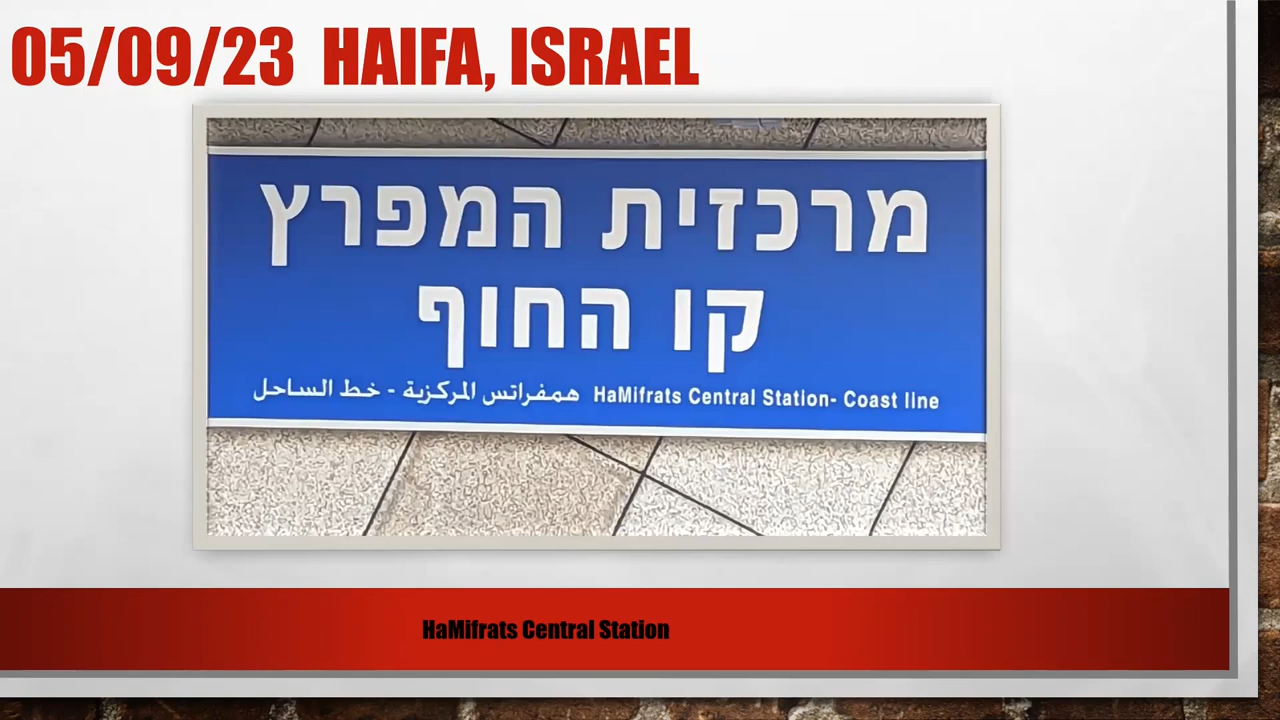 05/09/23 HAIFA, ISRAEL
מרכזית המפרץ
קו החוף
همفراتس المركزية - خط الساحل HaMifrats Central Station- Coast line
HaMifrats Central Station